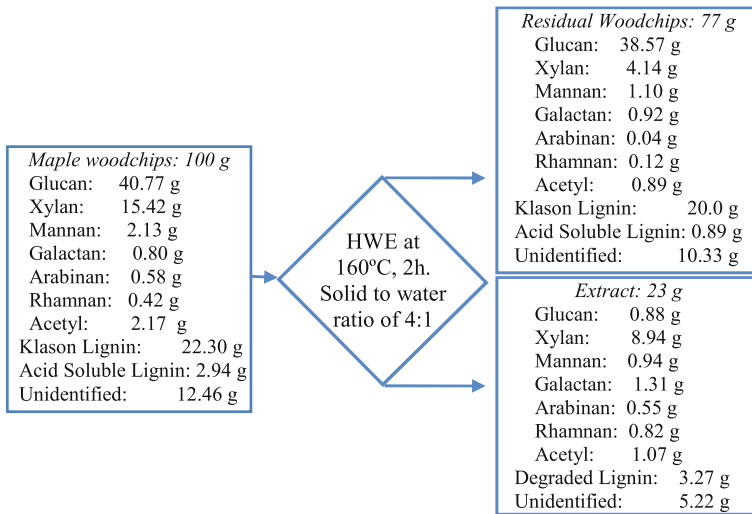 Maple woodchips: 100 g
Glucan: 40.77 g
Xylan: 15.42 g
Mannan: 2.13 g
Galactan: 0.80 g
Arabinan: 0.58 g
Rhamnan: 0.42 g
Acetyl: 2.17 g
Klason Lignin: 22.30 g
Acid Soluble Lignin: 2.94 g
Unidentified: 12.46 g
HWE at
160ºC, 2h.
Solid to water
ratio of 4:1
Residual Woodchips: 77 g
Glucan: 38.57 g
Xylan: 4.14 g
Mannan: 1.10 g
Galactan: 0.92 g
Arabinan: 0.04 g
Rhamnan: 0.12 g
Acetyl: 0.89 g
Klason Lignin: 20.0 g
Acid Soluble Lignin: 0.89 g
Unidentified: 10.33 g
Extract: 23 g
Glucan: 0.88 g
Xylan: 8.94 g
Mannan: 0.94 g
Galactan: 1.31 g
Arabinan: 0.55 g
Rhamnan: 0.82 g
Acetyl: 1.07 g
Degraded Lignin: 3.27 g
Unidentified: 5.22 g